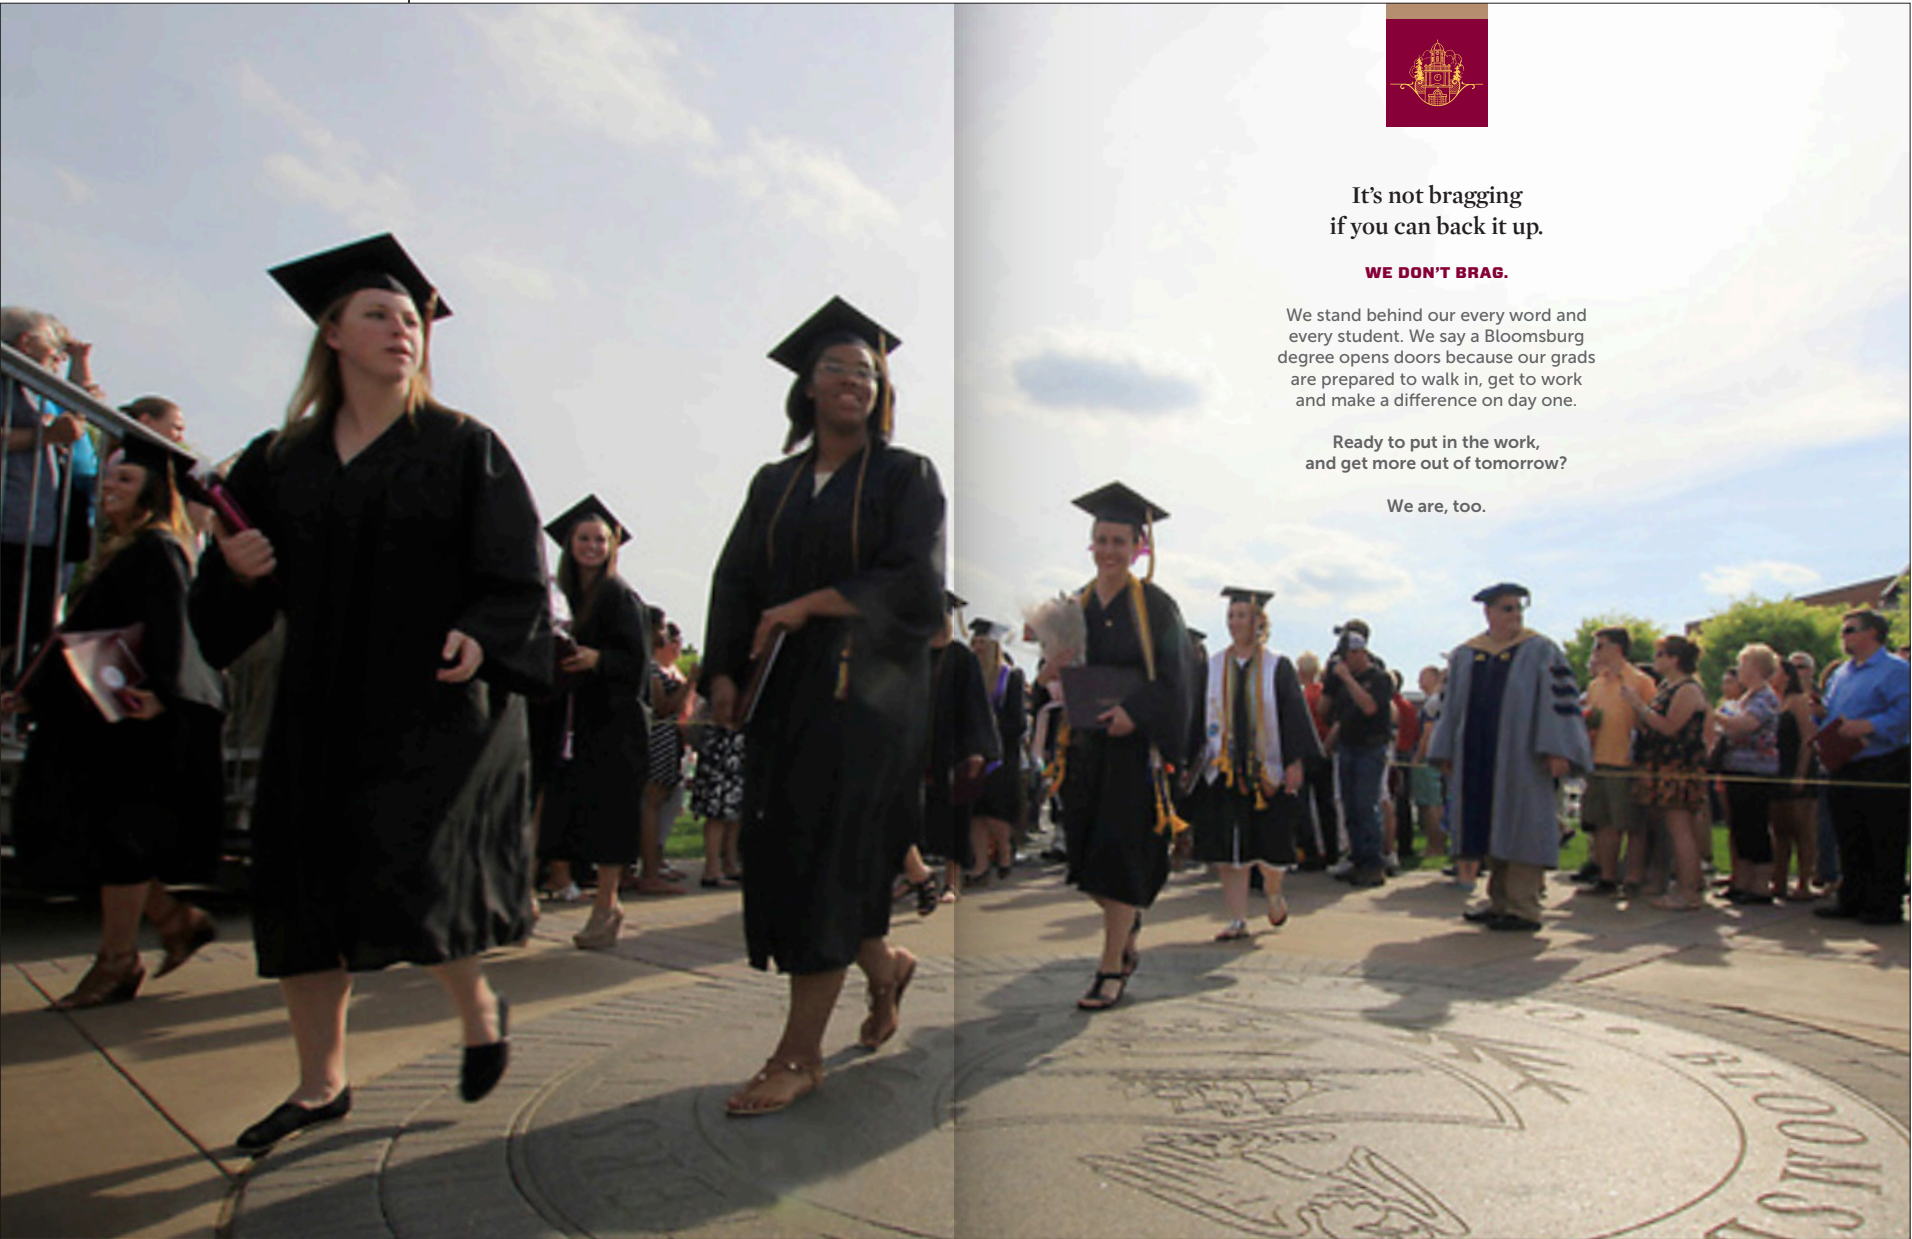 It's not bragging
if you can back it up.
WE DON'T BRAG.
We stand behind our every word and
every student. We say a Bloomsburg
degree opens doors because our grads
are prepared to walk in, get to work
and make a difference on day one.
Ready to put in the work,
and get more out of tomorrow?
We are, too.
BLOOMS